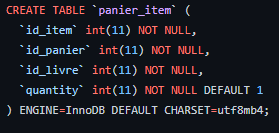 CREATE TABLE `panier_item` (
  `id_item` int(11) NOT NULL,
  `id_panier` int(11) NOT NULL,
  `id_livre` int(11) NOT NULL,
  `quantity` int(11) NOT NULL DEFAULT 1
) ENGINE=InnoDB DEFAULT CHARSET=utf8mb4;